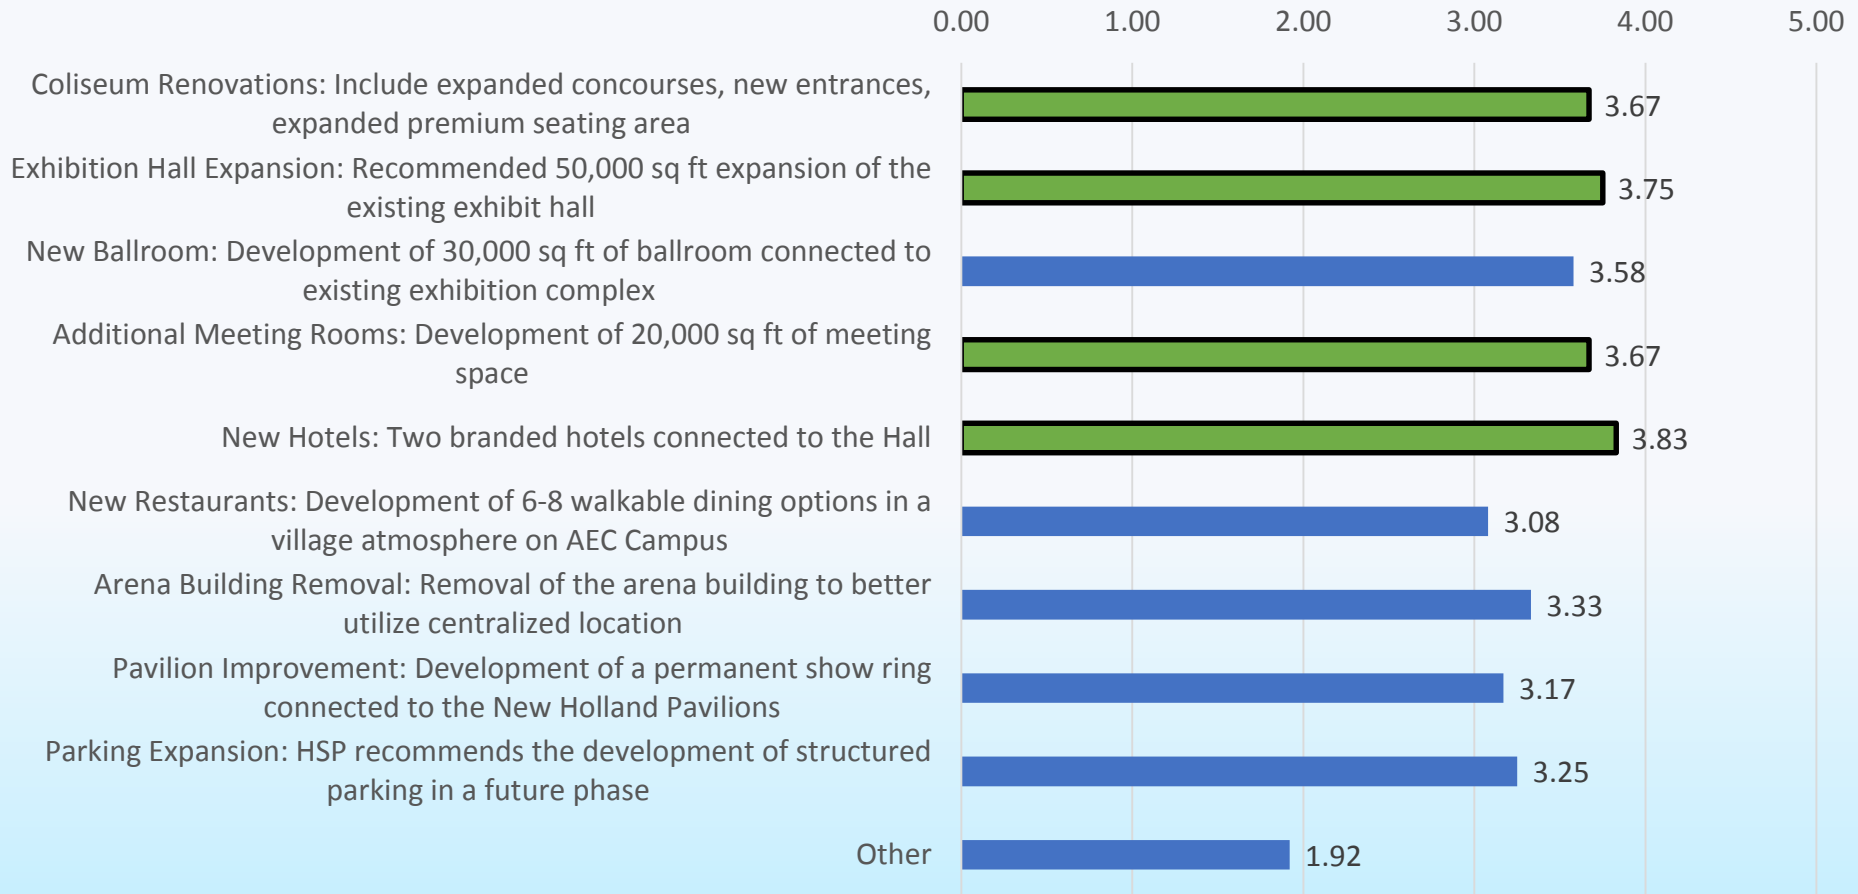 0.00 1.00 2.00 3.00 4.00 5.00
Coliseum Renovations: Include expanded concourses, new entrances,
expanded premium seating area
3.67
Exhibition Hall Expansion: Recommended 50,000 sq ft expansion of the
existing exhibit hall
3.75
New Ballroom: Development of 30,000 sq ft of ballroom connected to
existing exhibition complex
3.58
Additional Meeting Rooms: Development of 20,000 sq ft of meeting
space
3.67
New Hotels: Two branded hotels connected to the Hall
3.83
New Restaurants: Development of 6-8 walkable dining options in a
village atmosphere on AEC Campus
3.08
Arena Building Removal: Removal of the arena building to better
utilize centralized location
3.33
Pavilion Improvement: Development of a permanent show ring
connected to the New Holland Pavilions
3.17
Parking Expansion: HSP recommends the development of structured
parking in a future phase
3.25
Other
1.92